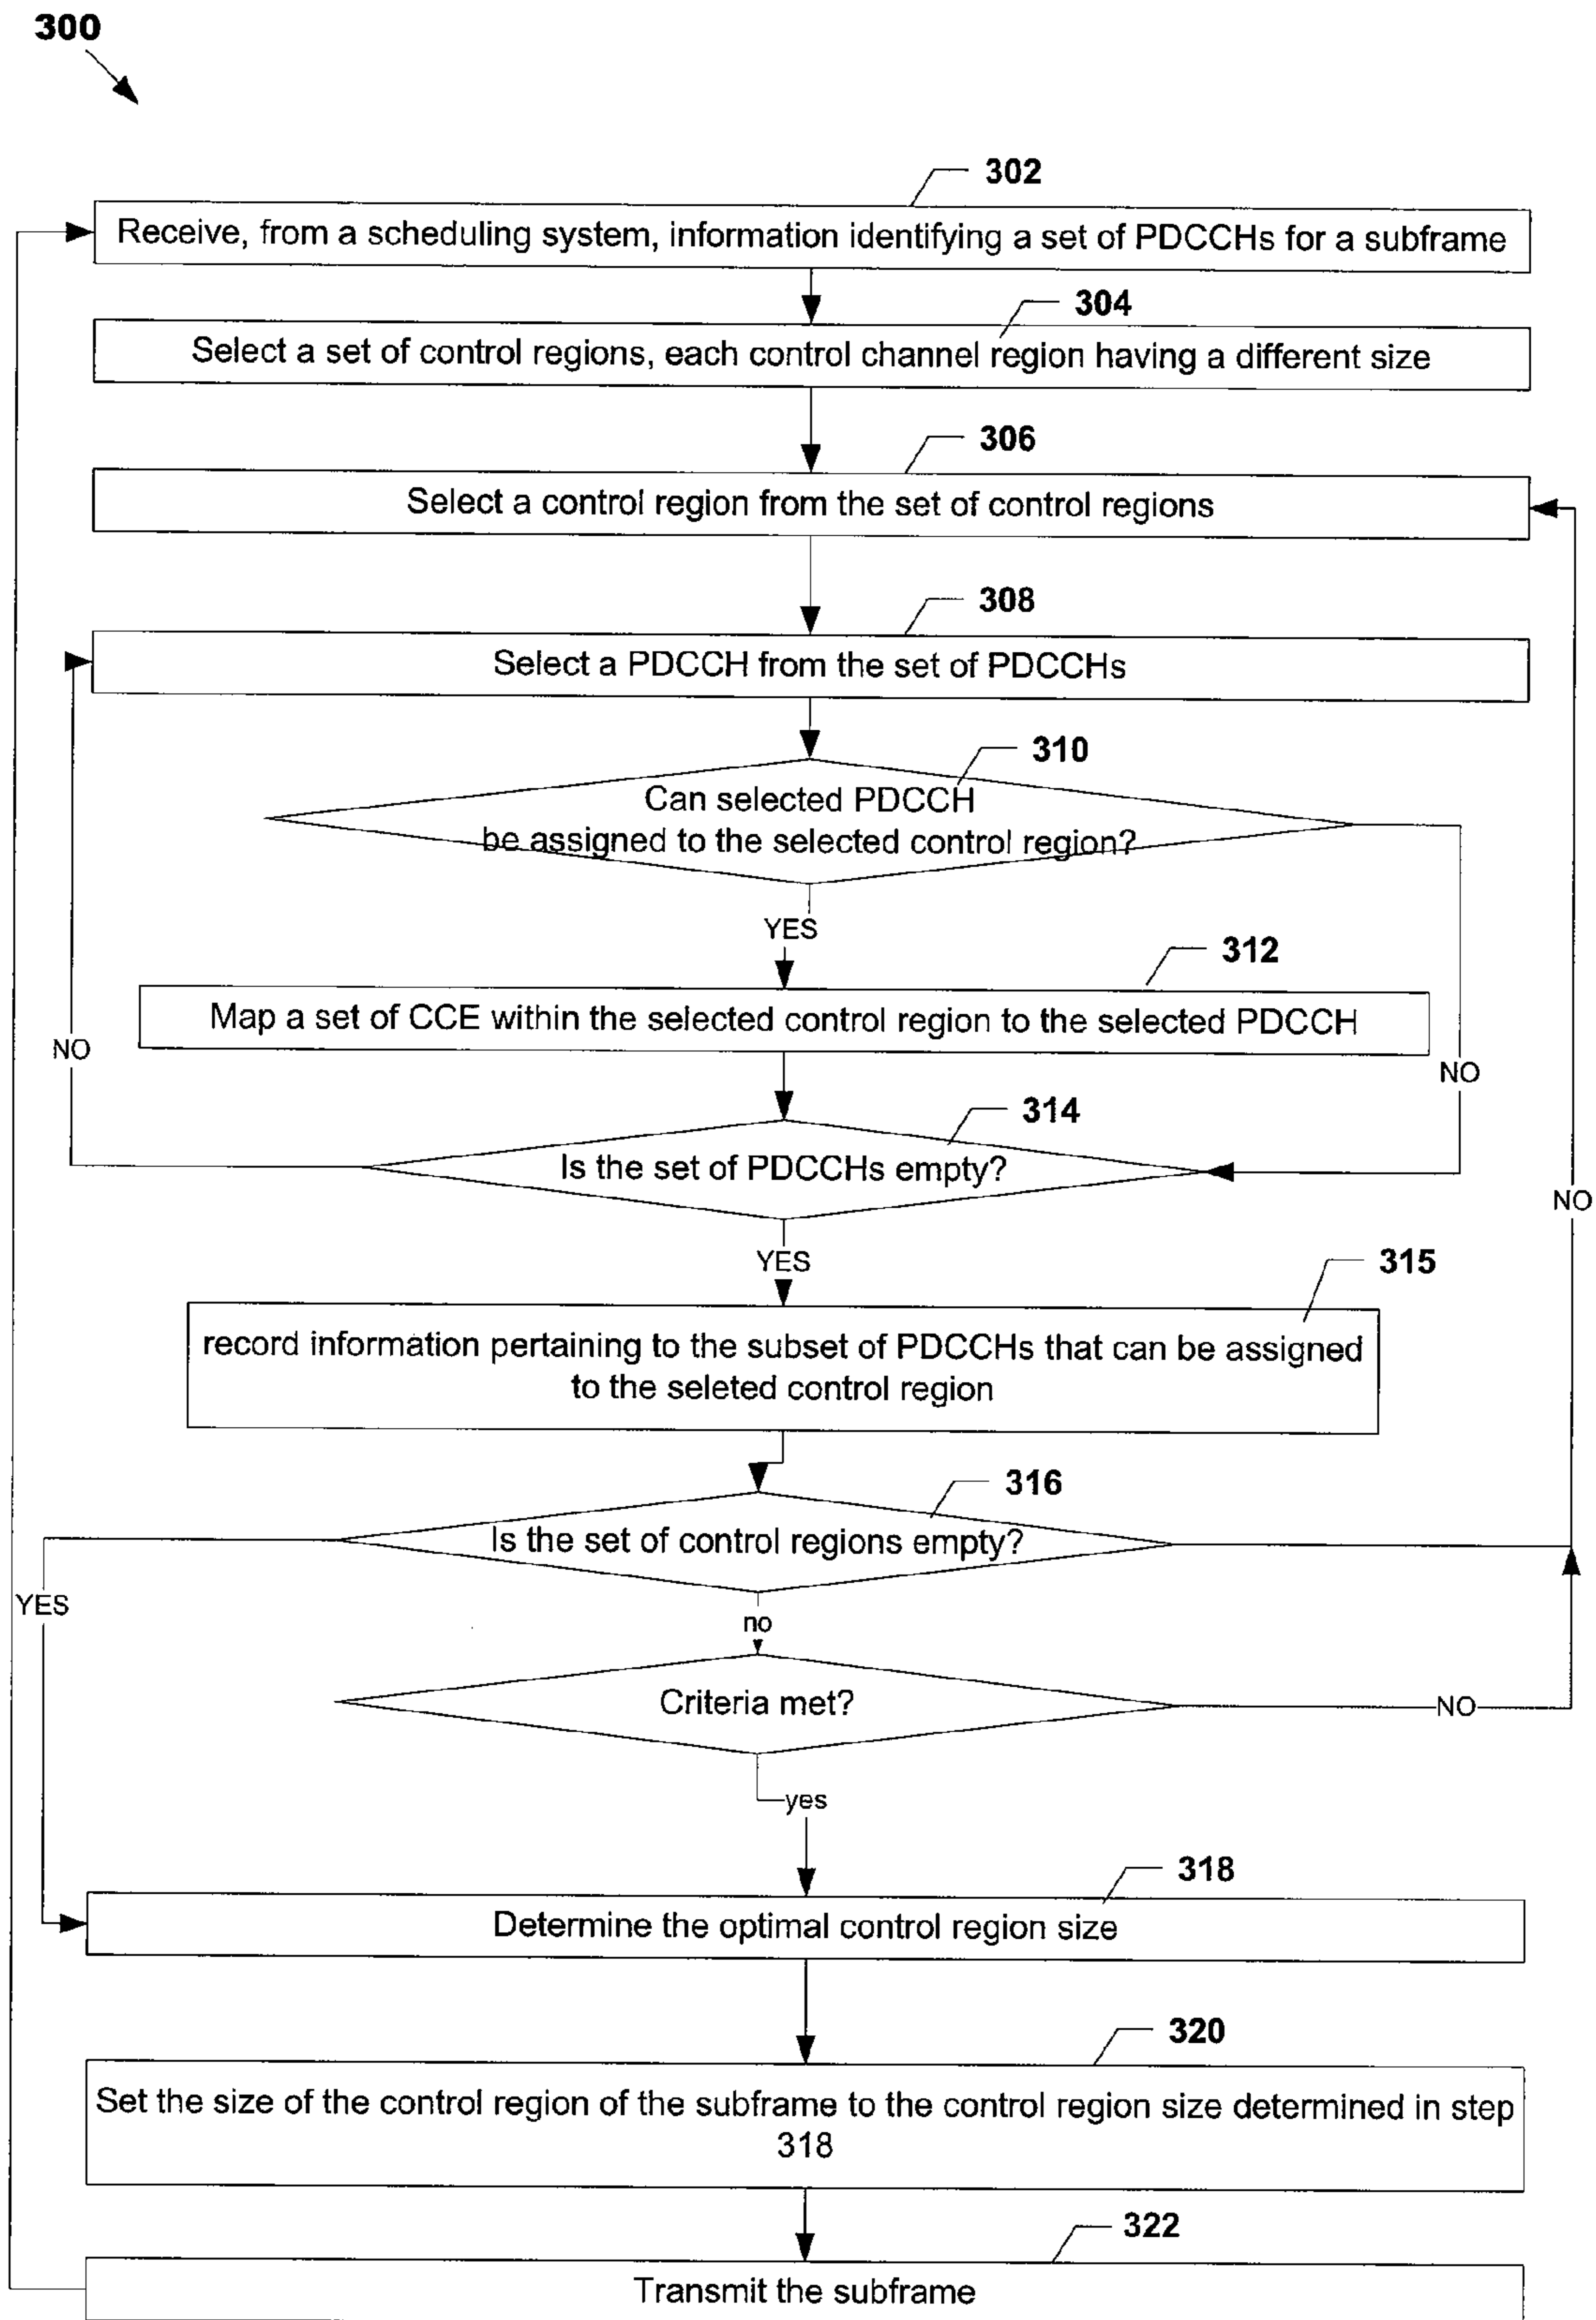 300
302
Receive, from a scheduling system, information identifying a set of PDCCHs for a subframe
304
Select a set of control regions, each control channel region having a different size
306
Select a control region from the set of control regions
308
Select a PDCCH from the set of PDCCHs
310
Can selected PDCCH
be assigned to the selected control region?
YES
312
Map a set of CCE within the selected control region to the selected PDCCH
NO
NO
314
Is the set of PDCCHs empty?
NO
YES
315
record information pertaining to the subset of PDCCHs that can be assigned
to the seleted control region
316
Is the set of control regions empty?
YES
no
Criteria met?
NO
yes
318
Determine the optimal control region size
320
Set the size of the control region of the subframe to the control region size determined in step
318
322
Transmit the subframe